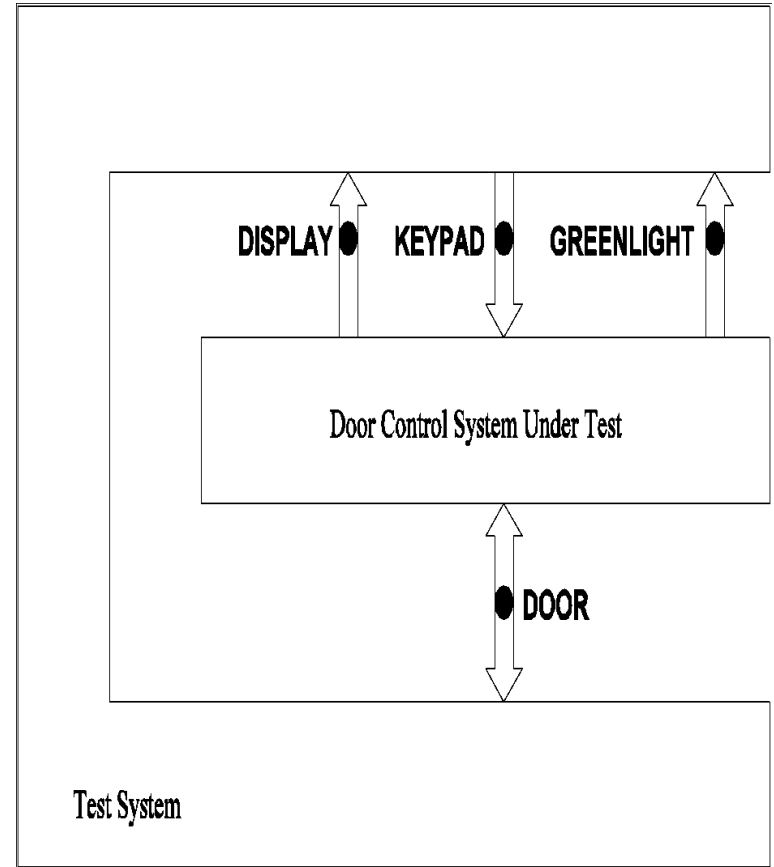 DISPLAY KEYPAD GREENLIGHT
Door Control System Under Test
DOOR
Test System